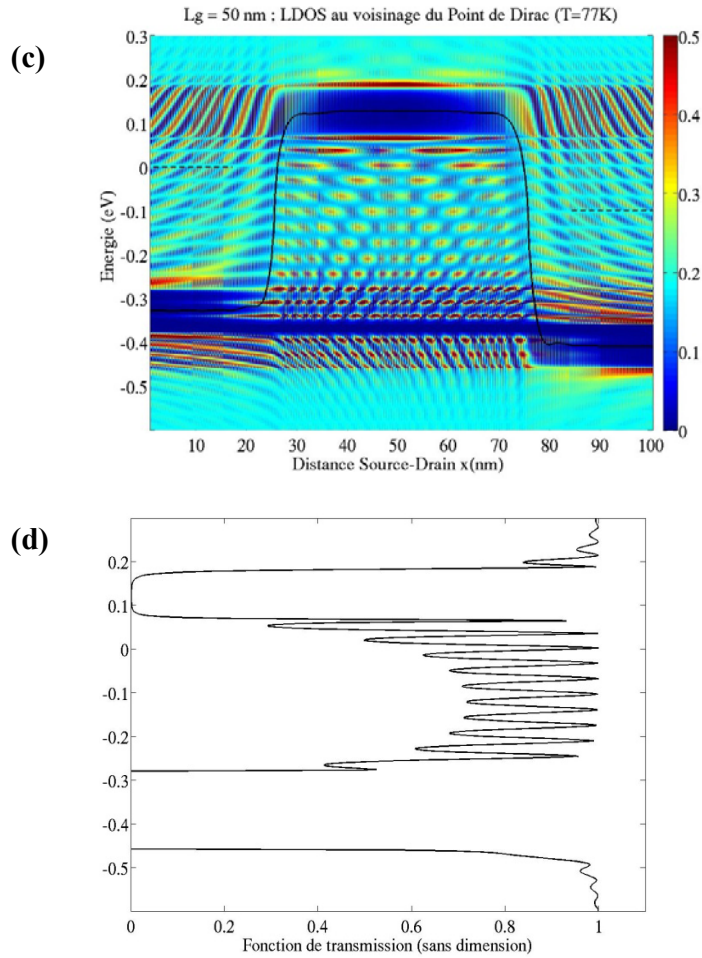 (c)
Lg = 50 nm ; LDOS au voisinage du Point de Dirac (T=77K)
0.3
0.2
0.1
0
-0.1
-0.2
-0.3
-0.4
-0.5
Energie (eV)
10 20 30 40 50 60 70 80 90 100
Distance Source-Drain x(nm)
0.5
0.4
0.3
0.2
0.1
0
(d)
0.2
0.1
0
-0.1
-0.2
-0.3
-0.4
-0.5
0 0.2 0.4 0.6 0.8 1
Fonction de transmission (sans dimension)